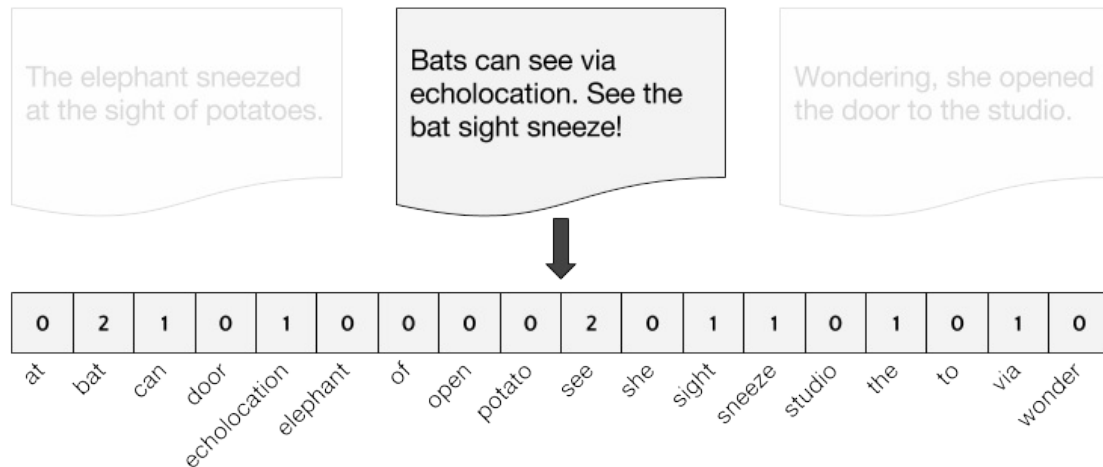 The elephant sneezed
at the sight of potatoes.
Bats can see via
echolocation. See the
bat sight sneeze!
Wondering, she opened
the door to the studio.
0 2 1 0 1 0 0 0 0 2 0 1 1 0 1 0 1 0
at bat can door echolocation elephant of open potato see she sight sneeze studio the to via wonder